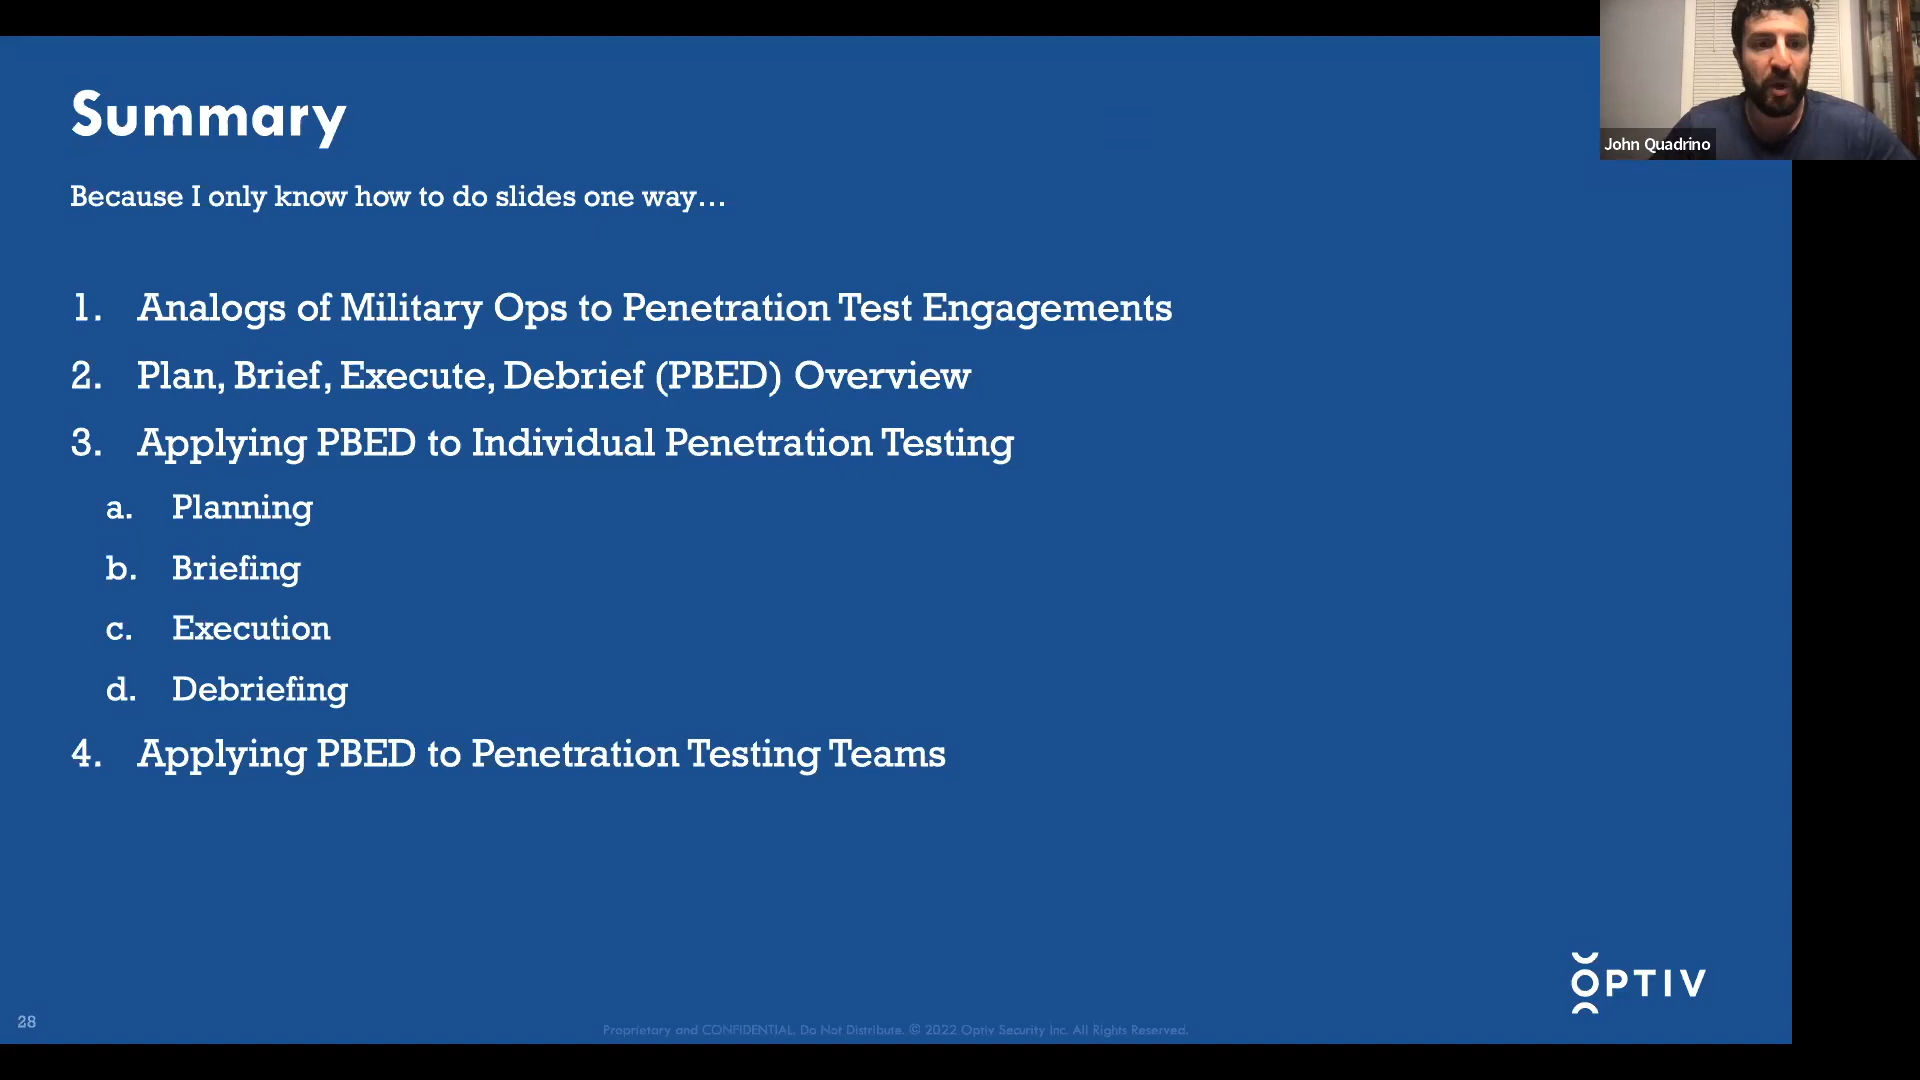 Summary
John Quadrino
Because I only know how to do slides one way…
1. Analogs of Military Ops to Penetration Test Engagements
2. Plan, Brief, Execute, Debrief (PBED) Overview
3. Applying PBED to Individual Penetration Testing
a. Planning
b. Briefing
c. Execution
d. Debriefing
4. Applying PBED to Penetration Testing Teams
OPTIV
28
Proprietary and CONFIDENTIAL. Do Not Distribute. © 2022 Optiv Security Inc. All Rights Reserved.